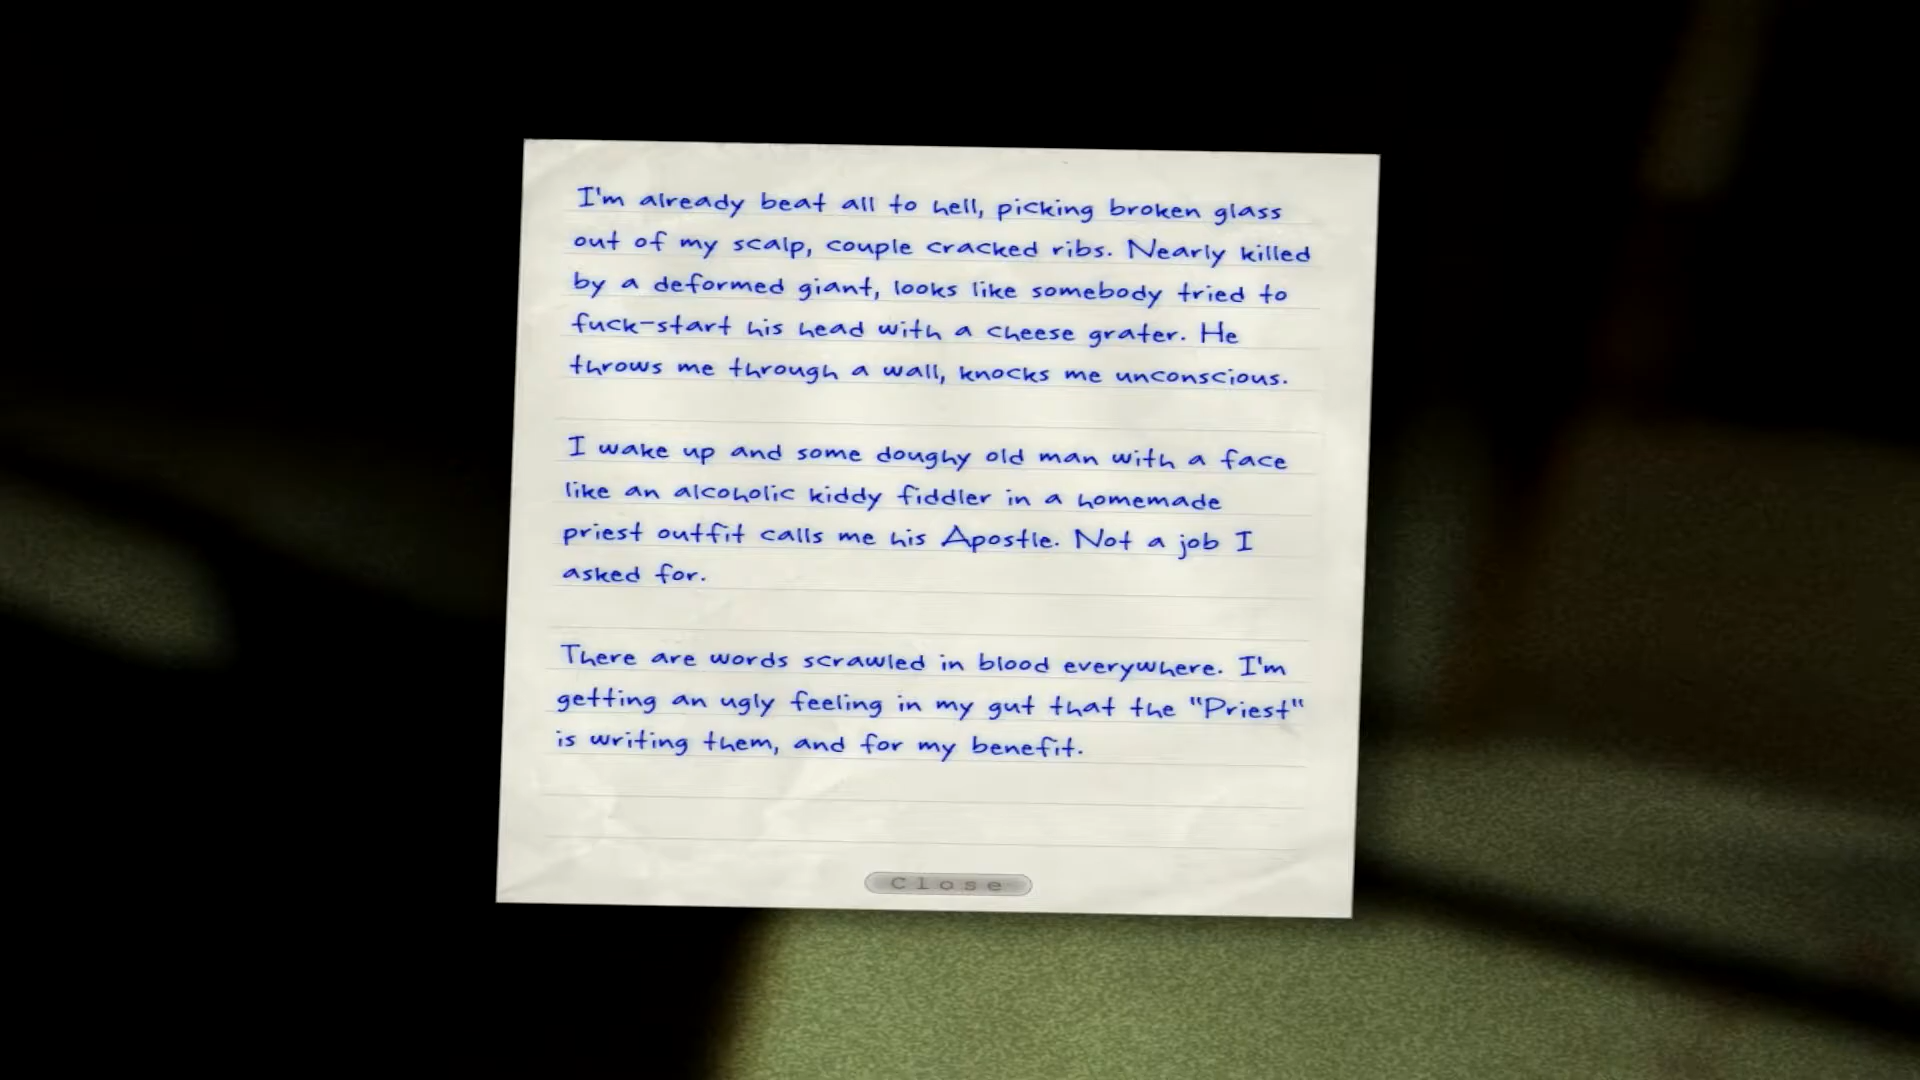 I'm already beat all to hell, picking broken glass
out of my scalp, couple cracked ribs. Nearly killed
by a deformed giant, looks like somebody tried to
fuck-start his head with a cheese grater. He
throws me through a wall, knocks me unconscious.
I wake up and some doughy old man with a face
like an alcoholic kiddy fiddler in a homemade
priest outfit calls me his Apostle. Not a job I
asked for.
There are words scrawled in blood everywhere. I'm
getting an ugly feeling in my gut that the "Priest"
is writing them, and for my benefit.
Close